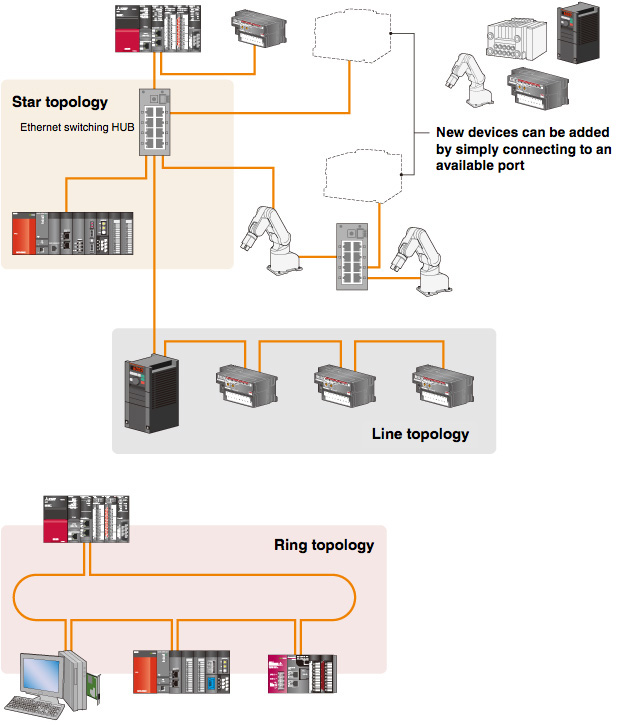 Star topology
Ethernet switching HUB
New devices can be added
by simply connecting to an
available port
Line topology
Ring topology